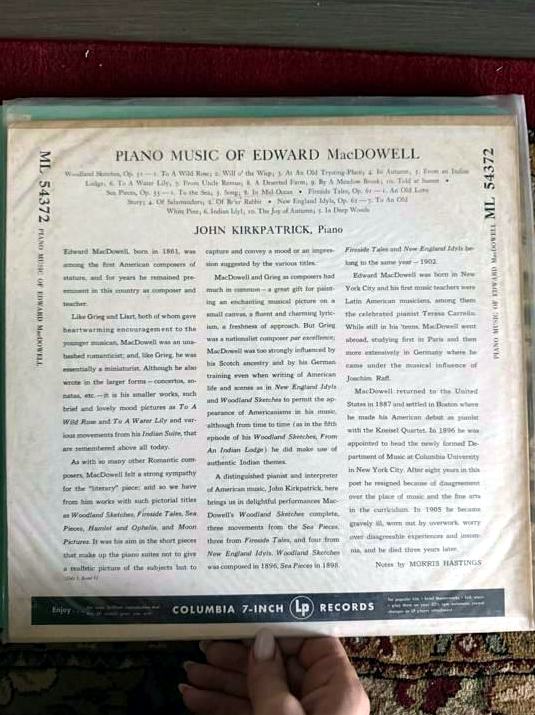 PIANO MUSIC OF EDWARD MacDOWELL
Woodland Sketches, Op. 51 — 1. To A Wild Rose; 2. Will o' the Wisp; 3. At An Old Trysting-Place; 4. In Autumn; 5. From an Indian
Lodge; 6. To A Water Lily; 7. From Uncle Remus; 8. A Deserted Farm; 9. By A Meadow Brook; 10. Told at Sunset •
Sea Pieces, Op. 55 — 1. To the Sea; 5. Song; 8. In Mid-Ocean • Fireside Tales, Op. 61 — 1. An Old Love
Story; 4. Of Salamanders; 2. Of Br'er Rabbit • New England Idyls, Op. 62 — 7. To An Old
White Pine; 6. Indian Idyl; 10. The Joy of Autumn; 5. In Deep Woods
JOHN KIRKPATRICK, Piano
ML 54372
PIANO MUSIC OF EDWARD MacDOWELL
Edward MacDowell, born in 1861, was
among the first American composers of
stature, and for years he remained pre-
eminent in this country as composer and
teacher.
Like Grieg and Liszt, both of whom gave
heartwarming encouragement to the
younger musician, MacDowell was an una-
bashed romanticist; and, like Grieg, he was
essentially a miniaturist. Although he also
wrote in the larger forms—concertos, so-
natas, etc.—it is his smaller works, such
brief and lovely mood pictures as To A
Wild Rose and To A Water Lily and var-
ious movements from his Indian Suite, that
are remembered above all today.
As with so many other Romantic com-
posers, MacDowell felt a strong sympathy
for the "literary" piece; and so we have
from him works with such pictorial titles
as Woodland Sketches, Fireside Tales, Sea
Pieces, Hamlet and Ophelia, and Moon
Pictures. It was his aim in the short pieces
that make up the piano suites not to give
a realistic picture of the subjects but to
capture and convey a mood or an impres-
sion suggested by the various titles.
MacDowell and Grieg as composers had
much in common—a great gift for paint-
ing an enchanting musical picture on a
small canvas, a fluent and charming lyric-
ism, a freshness of approach. But Grieg
was a nationalist composer par excellence;
MacDowell was too strongly influenced by
his Scotch ancestry and by his German
training even when writing of American
life and scenes as in New England Idyls
and Woodland Sketches to permit the ap-
pearance of Americanisms in his music,
although from time to time (as in the fifth
episode of his Woodland Sketches, From
An Indian Lodge) he did make use of
authentic Indian themes.
A distinguished pianist and interpreter
of American music, John Kirkpatrick, here
brings us in delightful performances Mac-
Dowell's Woodland Sketches complete,
three movements from the Sea Pieces,
three from Fireside Tales, and four from
New England Idyls. Woodland Sketches
was composed in 1896, Sea Pieces in 1898.
Fireside Tales and New England Idyls be-
long to the same year—1902.
Edward MacDowell was born in New
York City and his first music teachers were
Latin American musicians, among them
the celebrated pianist Teresa Carreño.
While still in his 'teens, MacDowell went
abroad, studying first in Paris and then
more extensively in Germany where he
came under the musical influence of
Joachim Raff.
MacDowell returned to the United
States in 1887 and settled in Boston where
he made his American debut as pianist
with the Kneisel Quartet. In 1896 he was
appointed to head the newly formed De-
partment of Music at Columbia University
in New York City. After eight years in this
post he resigned because of disagreement
over the place of music and the fine arts
in the curriculum. In 1905 he became
gravely ill, worn out by overwork, worry
over disagreeable experiences and insom-
nia, and he died three years later.
Notes by MORRIS HASTINGS
ML 54372
PIANO MUSIC OF EDWARD MacDOWELL
Enjoy...
COLUMBIA 7-INCH Lp RECORDS